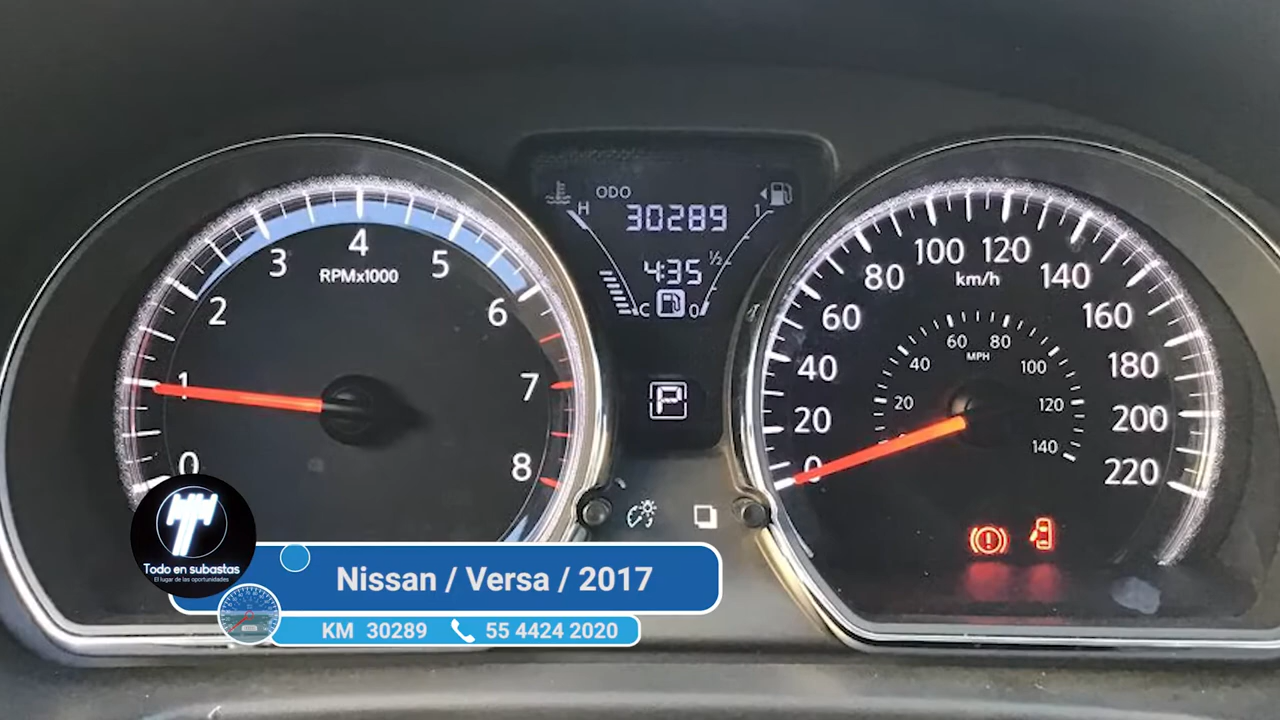 ODO
30289
H
1
4:35
1/2
C
0
P
4
3
5
RPMx1000
2
6
1
7
0
8
100 120
80 km/h 140
60 160
60 80
MPH
40 100
40 180
20 120
20 200
140
0 220
Todo en subastas
El lugar de las oportunidades
Nissan / Versa / 2017
KM 30289 55 4424 2020